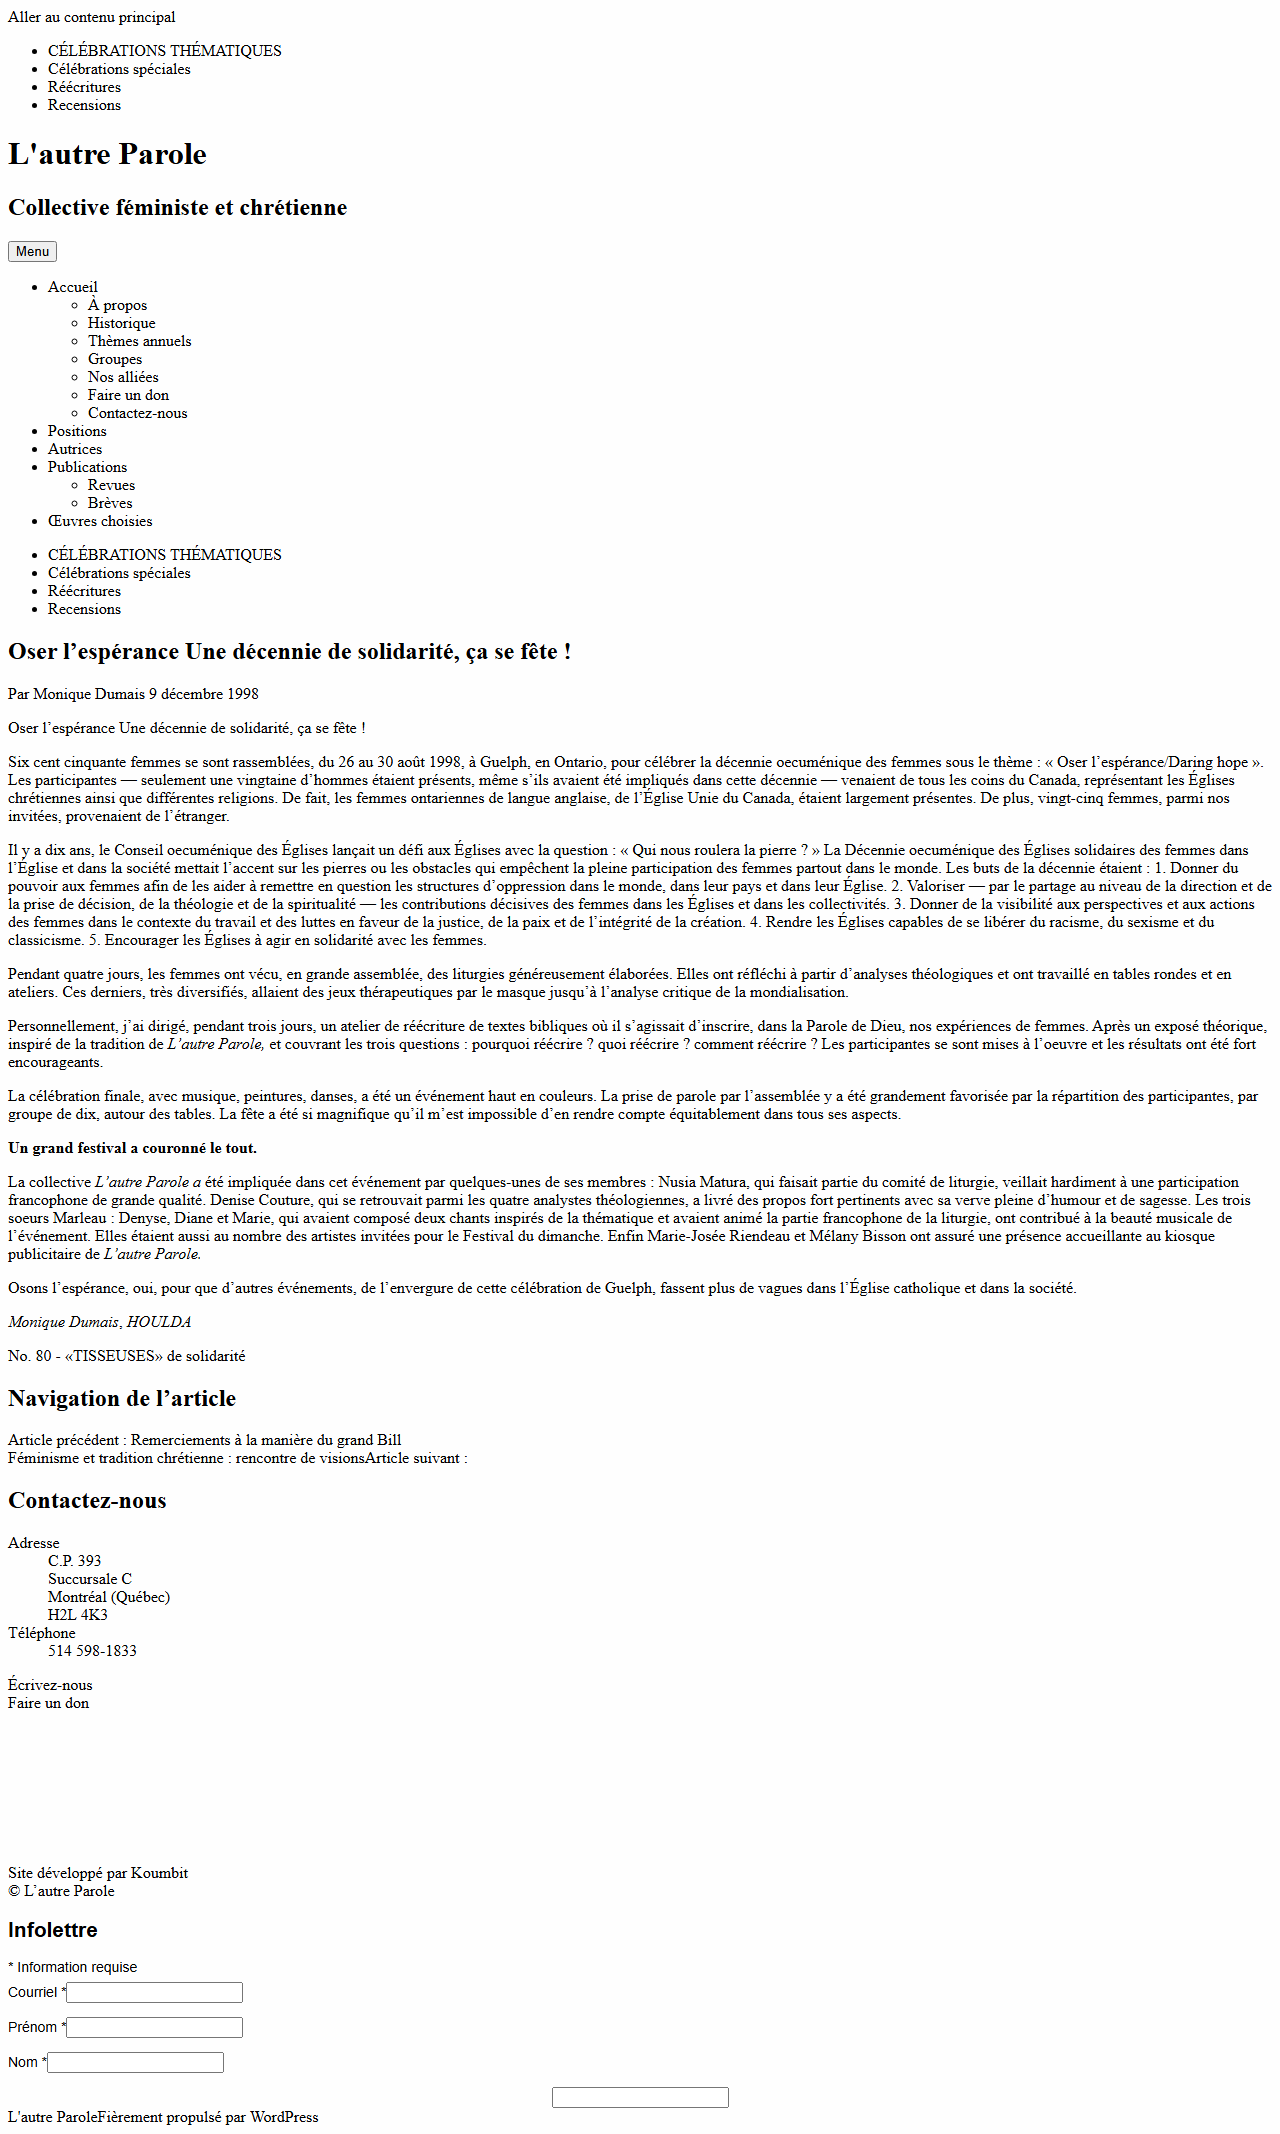 Aller au contenu principal
CÉLÉBRATIONS THÉMATIQUES
Célébrations spéciales
Réécritures
Recensions
L'autre Parole
Collective féministe et chrétienne
Menu
Accueil
À propos
Historique
Thèmes annuels
Groupes
Nos alliées
Faire un don
Contactez-nous
Positions
Autrices
Publications
Revues
Brèves
Œuvres choisies
CÉLÉBRATIONS THÉMATIQUES
Célébrations spéciales
Réécritures
Recensions
Oser l’espérance Une décennie de solidarité, ça se fête !
Par Monique Dumais 9 décembre 1998
Oser l’espérance Une décennie de solidarité, ça se fête !
Six cent cinquante femmes se sont rassemblées, du 26 au 30 août 1998, à Guelph, en Ontario, pour célébrer la décennie oecuménique des femmes sous le thème : « Oser l’espérance/Daring hope ».
Les participantes — seulement une vingtaine d’hommes étaient présents, même s’ils avaient été impliqués dans cette décennie — venaient de tous les coins du Canada, représentant les Églises
chrétiennes ainsi que différentes religions. De fait, les femmes ontariennes de langue anglaise, de l’Église Unie du Canada, étaient largement présentes. De plus, vingt-cinq femmes, parmi nos
invitées, provenaient de l’étranger.
Il y a dix ans, le Conseil oecuménique des Églises lançait un défi aux Églises avec la question : « Qui nous roulera la pierre ? » La Décennie oecuménique des Églises solidaires des femmes dans
l’Église et dans la société mettait l’accent sur les pierres ou les obstacles qui empêchent la pleine participation des femmes partout dans le monde. Les buts de la décennie étaient : 1. Donner du
pouvoir aux femmes afin de les aider à remettre en question les structures d’oppression dans le monde, dans leur pays et dans leur Église. 2. Valoriser — par le partage au niveau de la direction et de
la prise de décision, de la théologie et de la spiritualité — les contributions décisives des femmes dans les Églises et dans les collectivités. 3. Donner de la visibilité aux perspectives et aux actions
des femmes dans le contexte du travail et des luttes en faveur de la justice, de la paix et de l’intégrité de la création. 4. Rendre les Églises capables de se libérer du racisme, du sexisme et du
classicisme. 5. Encourager les Églises à agir en solidarité avec les femmes.
Pendant quatre jours, les femmes ont vécu, en grande assemblée, des liturgies généreusement élaborées. Elles ont réfléchi à partir d’analyses théologiques et ont travaillé en tables rondes et en
ateliers. Ces derniers, très diversifiés, allaient des jeux thérapeutiques par le masque jusqu’à l’analyse critique de la mondialisation.
Personnellement, j’ai dirigé, pendant trois jours, un atelier de réécriture de textes bibliques où il s’agissait d’inscrire, dans la Parole de Dieu, nos expériences de femmes. Après un exposé théorique,
inspiré de la tradition de L’autre Parole, et couvrant les trois questions : pourquoi réécrire ? quoi réécrire ? comment réécrire ? Les participantes se sont mises à l’oeuvre et les résultats ont été fort
encourageants.
La célébration finale, avec musique, peintures, danses, a été un événement haut en couleurs. La prise de parole par l’assemblée y a été grandement favorisée par la répartition des participantes, par
groupe de dix, autour des tables. La fête a été si magnifique qu’il m’est impossible d’en rendre compte équitablement dans tous ses aspects.
Un grand festival a couronné le tout.
La collective L’autre Parole a été impliquée dans cet événement par quelques-unes de ses membres : Nusia Matura, qui faisait partie du comité de liturgie, veillait hardiment à une participation
francophone de grande qualité. Denise Couture, qui se retrouvait parmi les quatre analystes théologiennes, a livré des propos fort pertinents avec sa verve pleine d’humour et de sagesse. Les trois
soeurs Marleau : Denyse, Diane et Marie, qui avaient composé deux chants inspirés de la thématique et avaient animé la partie francophone de la liturgie, ont contribué à la beauté musicale de
l’événement. Elles étaient aussi au nombre des artistes invitées pour le Festival du dimanche. Enfin Marie-Josée Riendeau et Mélany Bisson ont assuré une présence accueillante au kiosque
publicitaire de L’autre Parole.
Osons l’espérance, oui, pour que d’autres événements, de l’envergure de cette célébration de Guelph, fassent plus de vagues dans l’Église catholique et dans la société.
Monique Dumais, HOULDA
No. 80 - «TISSEUSES» de solidarité
Navigation de l’article
Article précédent : Remerciements à la manière du grand Bill
Féminisme et tradition chrétienne : rencontre de visionsArticle suivant :
Contactez-nous
Adresse
C.P. 393
Succursale C
Montréal (Québec)
H2L 4K3
Téléphone
514 598-1833
Écrivez-nous
Faire un don
Site développé par Koumbit
© L’autre Parole
Infolettre
* Information requise
Courriel *
Prénom *
Nom *
L'autre ParoleFièrement propulsé par WordPress